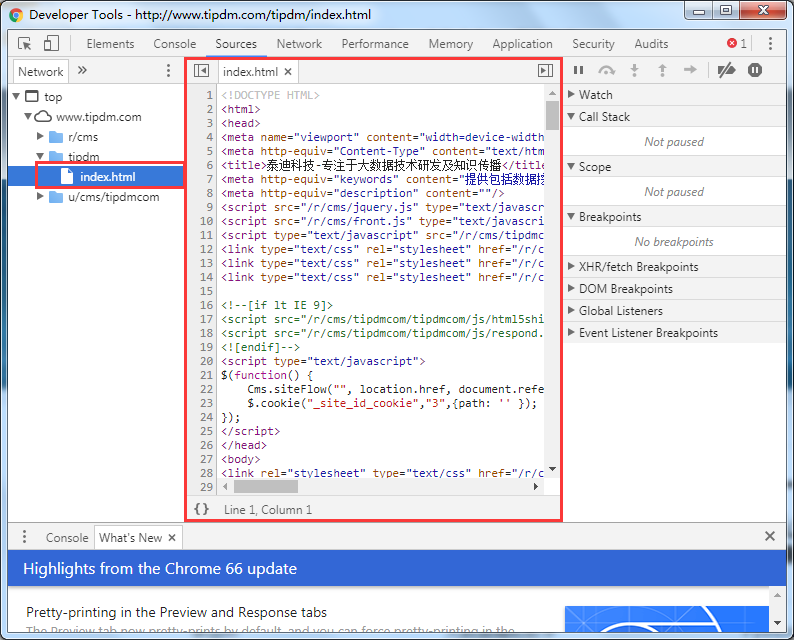 Developer Tools - http://www.tipdm.com/tipdm/index.html
Elements Console Sources Network Performance Memory Application Security Audits 1
Network
top
www.tipdm.com
r/cms
tipdm
index.html
u/cms/tipdmcom
index.html
1 <!DOCTYPE HTML>
2 <html>
3 <head>
4 <meta name="viewport" content="width=device-width
5 <meta http-equiv="Content-Type" content="text/htm
6 <title>泰迪科技-专注于大数据技术研发及知识传播</title
7 <meta http-equiv="keywords" content="提供包括数据挖
8 <meta http-equiv="description" content=""/>
9 <script src="/r/cms/jquery.js" type="text/javascr
10 <script src="/r/cms/front.js" type="text/javascri
11 <script type="text/javascript" src="/r/cms/tipdmc
12 <link type="text/css" rel="stylesheet" href="/r/c
13 <link type="text/css" rel="stylesheet" href="/r/c
14 <link type="text/css" rel="stylesheet" href="/r/c
15
16 <!--[if lt IE 9]>
17 <script src="/r/cms/tipdmcom/tipdmcom/js/html5shi
18 <script src="/r/cms/tipdmcom/tipdmcom/js/respond.
19 <![endif]-->
20 <script type="text/javascript">
21 $(function() {
22 Cms.siteFlow("", location.href, document.refe
23 $.cookie("_site_id_cookie","3",{path: '' });
24 });
25 </script>
26 </head>
27 <body>
28 <link rel="stylesheet" type="text/css" href="/r/c
29
{} Line 1, Column 1
Watch
Call Stack
Not paused
Scope
Not paused
Breakpoints
No breakpoints
XHR/fetch Breakpoints
DOM Breakpoints
Global Listeners
Event Listener Breakpoints
Console What's New
Highlights from the Chrome 66 update
Pretty-printing in the Preview and Response tabs
The Preview tab now pretty-prints by default, and you can force pretty-printing in the